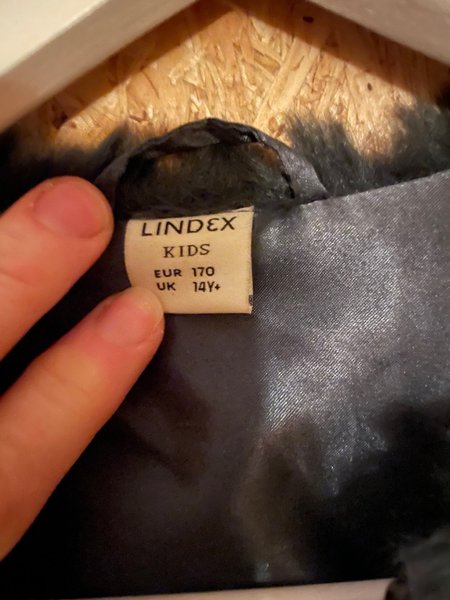 LINDEX
KIDS
EUR 170
UK 14Y+